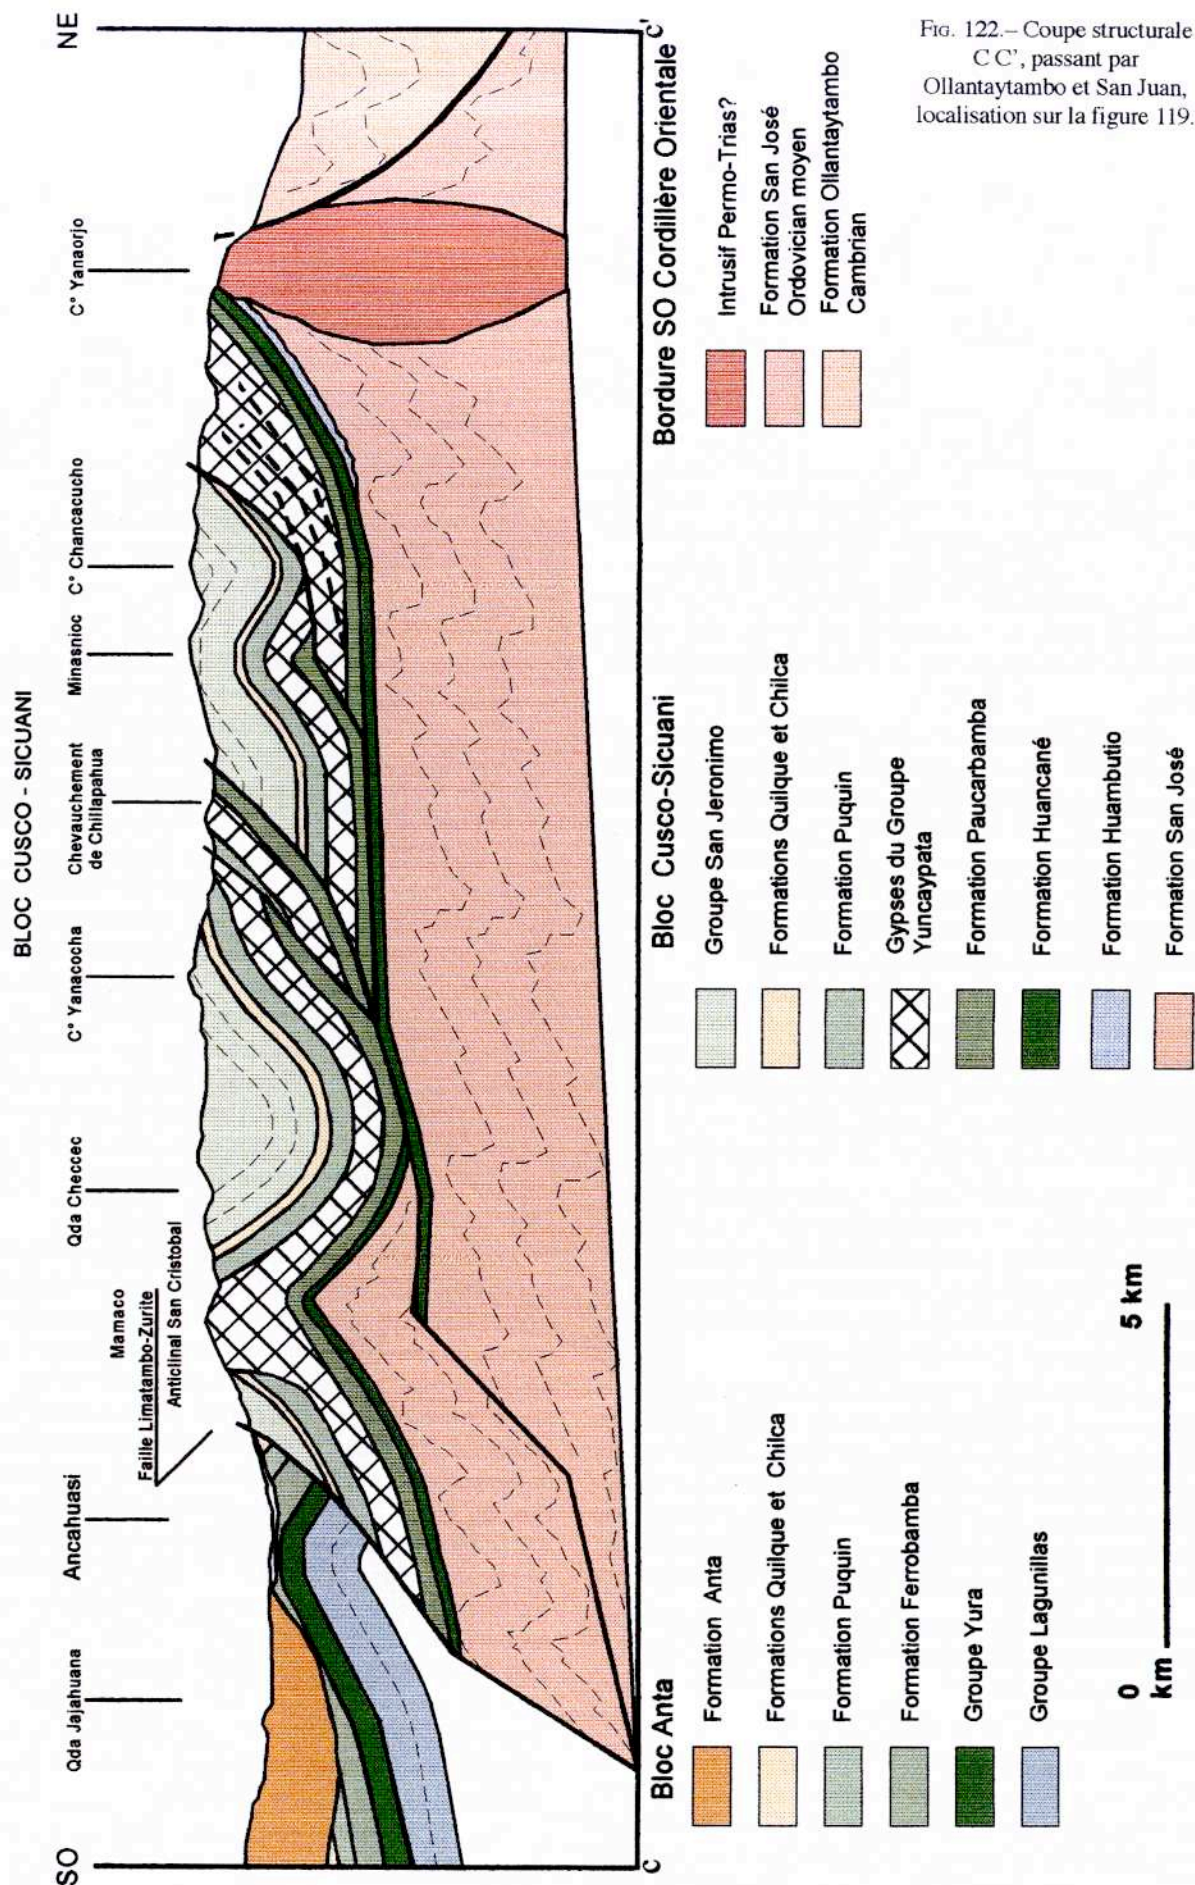 FIG. 122.– Coupe structurale
C C', passant par
Ollantaytambo et San Juan,
localisation sur la figure 119.
BLOC CUSCO - SICUANI
SO
NE
Qda Jajahuana
Ancahuasi
Mamaco
Faille Limatambo-Zurite
Anticlinal San Cristobal
Qda Checcec
C° Yanacocha
Chevauchement
de Chillapahua
Minasnioc
C° Chancacucho
C° Yanaorjo
C
C'
Bloc Anta
Formation Anta
Formations Quilque et Chilca
Formation Puquin
Formation Ferrobamba
Groupe Yura
Groupe Lagunillas
Bloc Cusco-Sicuani
Groupe San Jeronimo
Formations Quilque et Chilca
Formation Puquin
Gypses du Groupe
Yuncaypata
Formation Paucarbamba
Formation Huancané
Formation Huambutio
Formation San José
Bordure SO Cordillère Orientale
Intrusif Permo-Trias?
Formation San José
Ordovician moyen
Formation Ollantaytambo
Cambrian
0
5 km
km